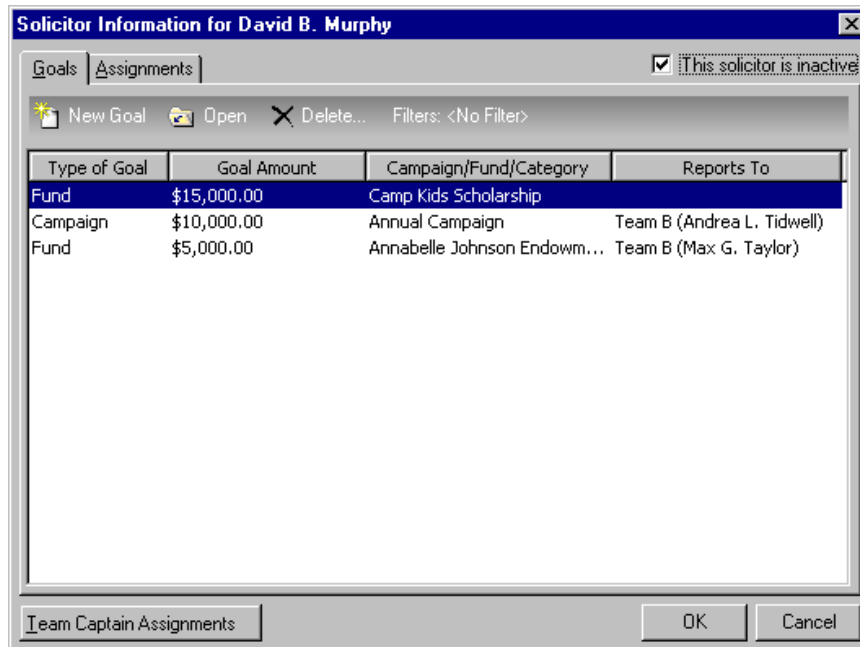 Solicitor Information for David B. Murphy
Goals Assignments This solicitor is inactive
New Goal Open Delete... Filters: <No Filter>
Type of Goal Goal Amount Campaign/Fund/Category Reports To
Fund $15,000.00 Camp Kids Scholarship
Campaign $10,000.00 Annual Campaign Team B (Andrea L. Tidwell)
Fund $5,000.00 Annabelle Johnson Endowm... Team B (Max G. Taylor)
Team Captain Assignments OK Cancel